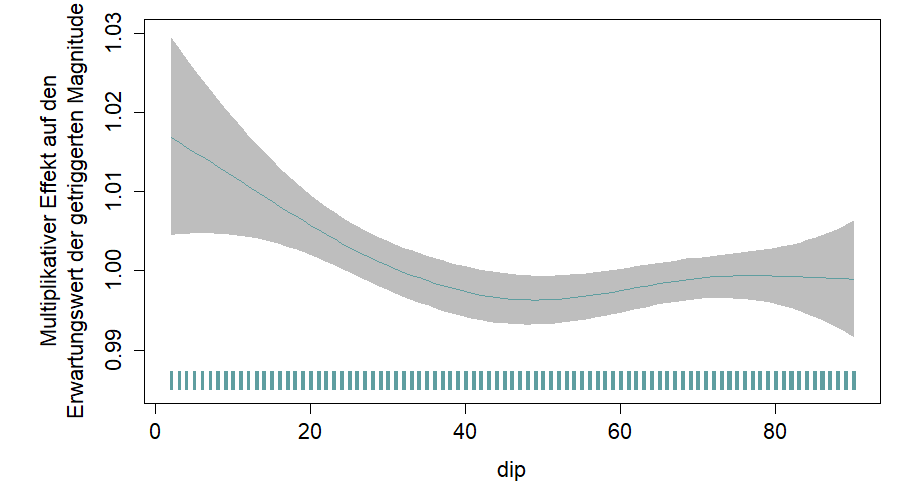 Multiplikativer Effekt auf den
Erwartungswert der getriggerten Magnitude
1.03
1.02
1.01
1.00
0.99
0 20 40 60 80
dip